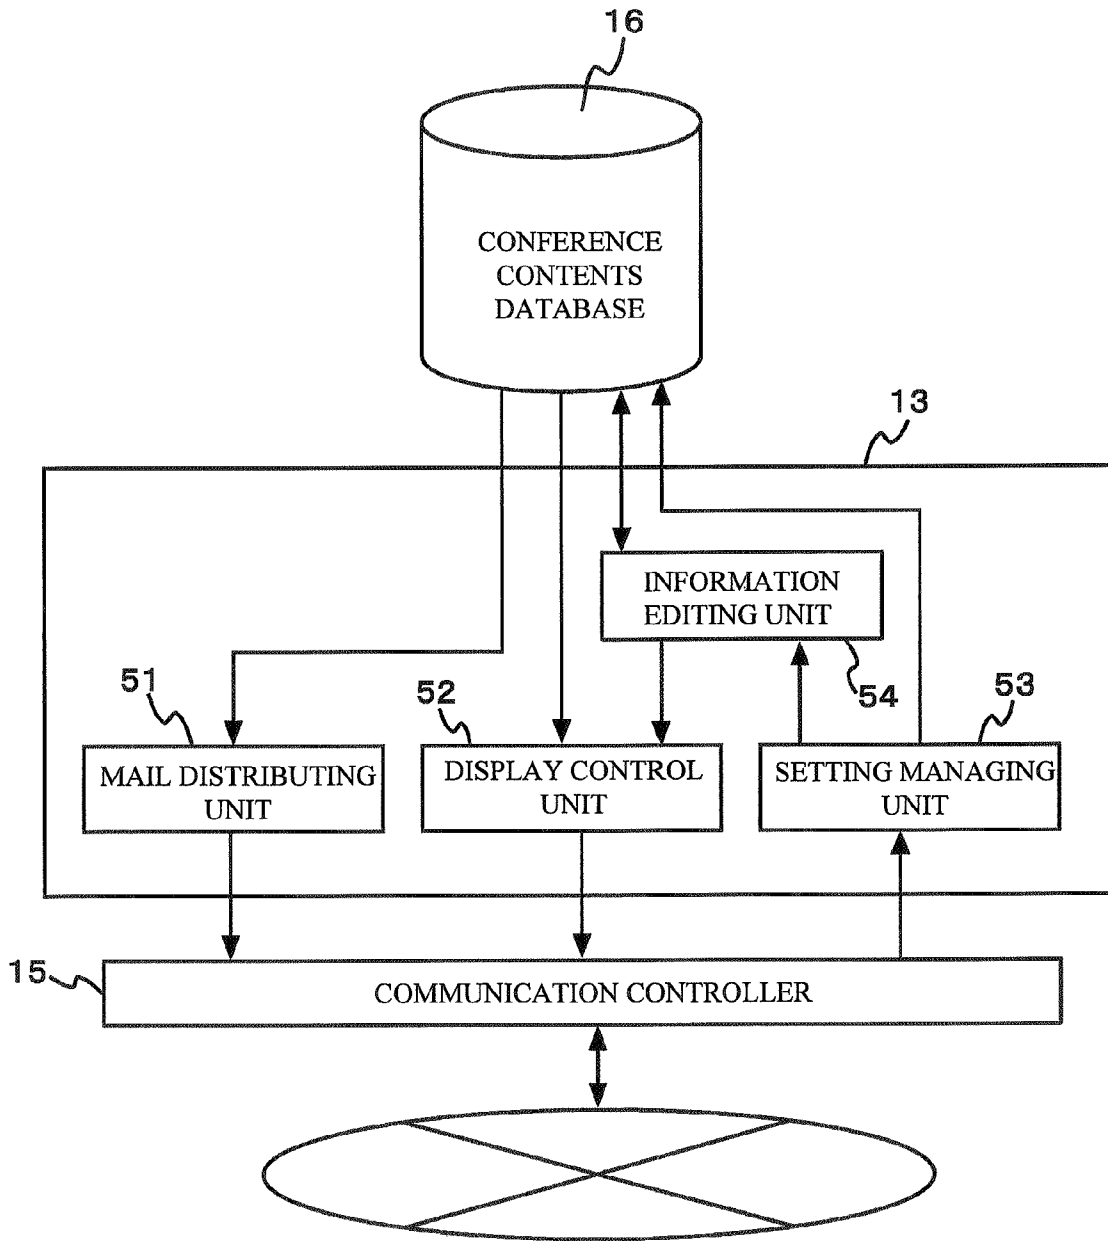 16
CONFERENCE
CONTENTS
DATABASE
13
INFORMATION
EDITING UNIT
51
52
54
53
MAIL DISTRIBUTING
UNIT
DISPLAY CONTROL
UNIT
SETTING MANAGING
UNIT
15
COMMUNICATION CONTROLLER